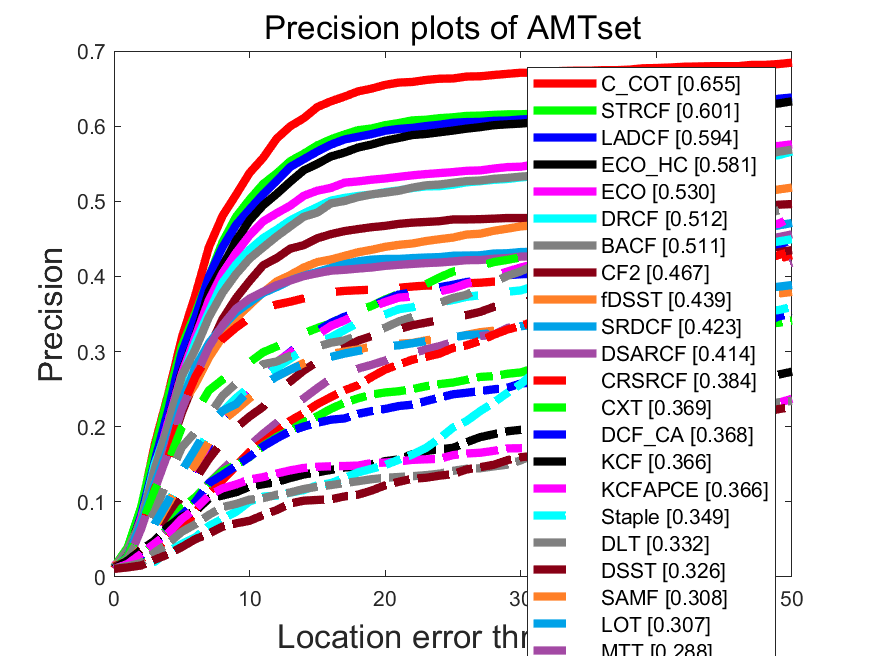 Precision plots of AMTset
Precision
0.7
0.6
0.5
0.4
0.3
0.2
0.1
0
0
10
20
30
50
Location error thr
C_COT [0.655]
STRCF [0.601]
LADCF [0.594]
ECO_HC [0.581]
ECO [0.530]
DRCF [0.512]
BACF [0.511]
CF2 [0.467]
fDSST [0.439]
SRDCF [0.423]
DSARCF [0.414]
CRSRCF [0.384]
CXT [0.369]
DCF_CA [0.368]
KCF [0.366]
KCFAPCE [0.366]
Staple [0.349]
DLT [0.332]
DSST [0.326]
SAMF [0.308]
LOT [0.307]
MTT [0.288]